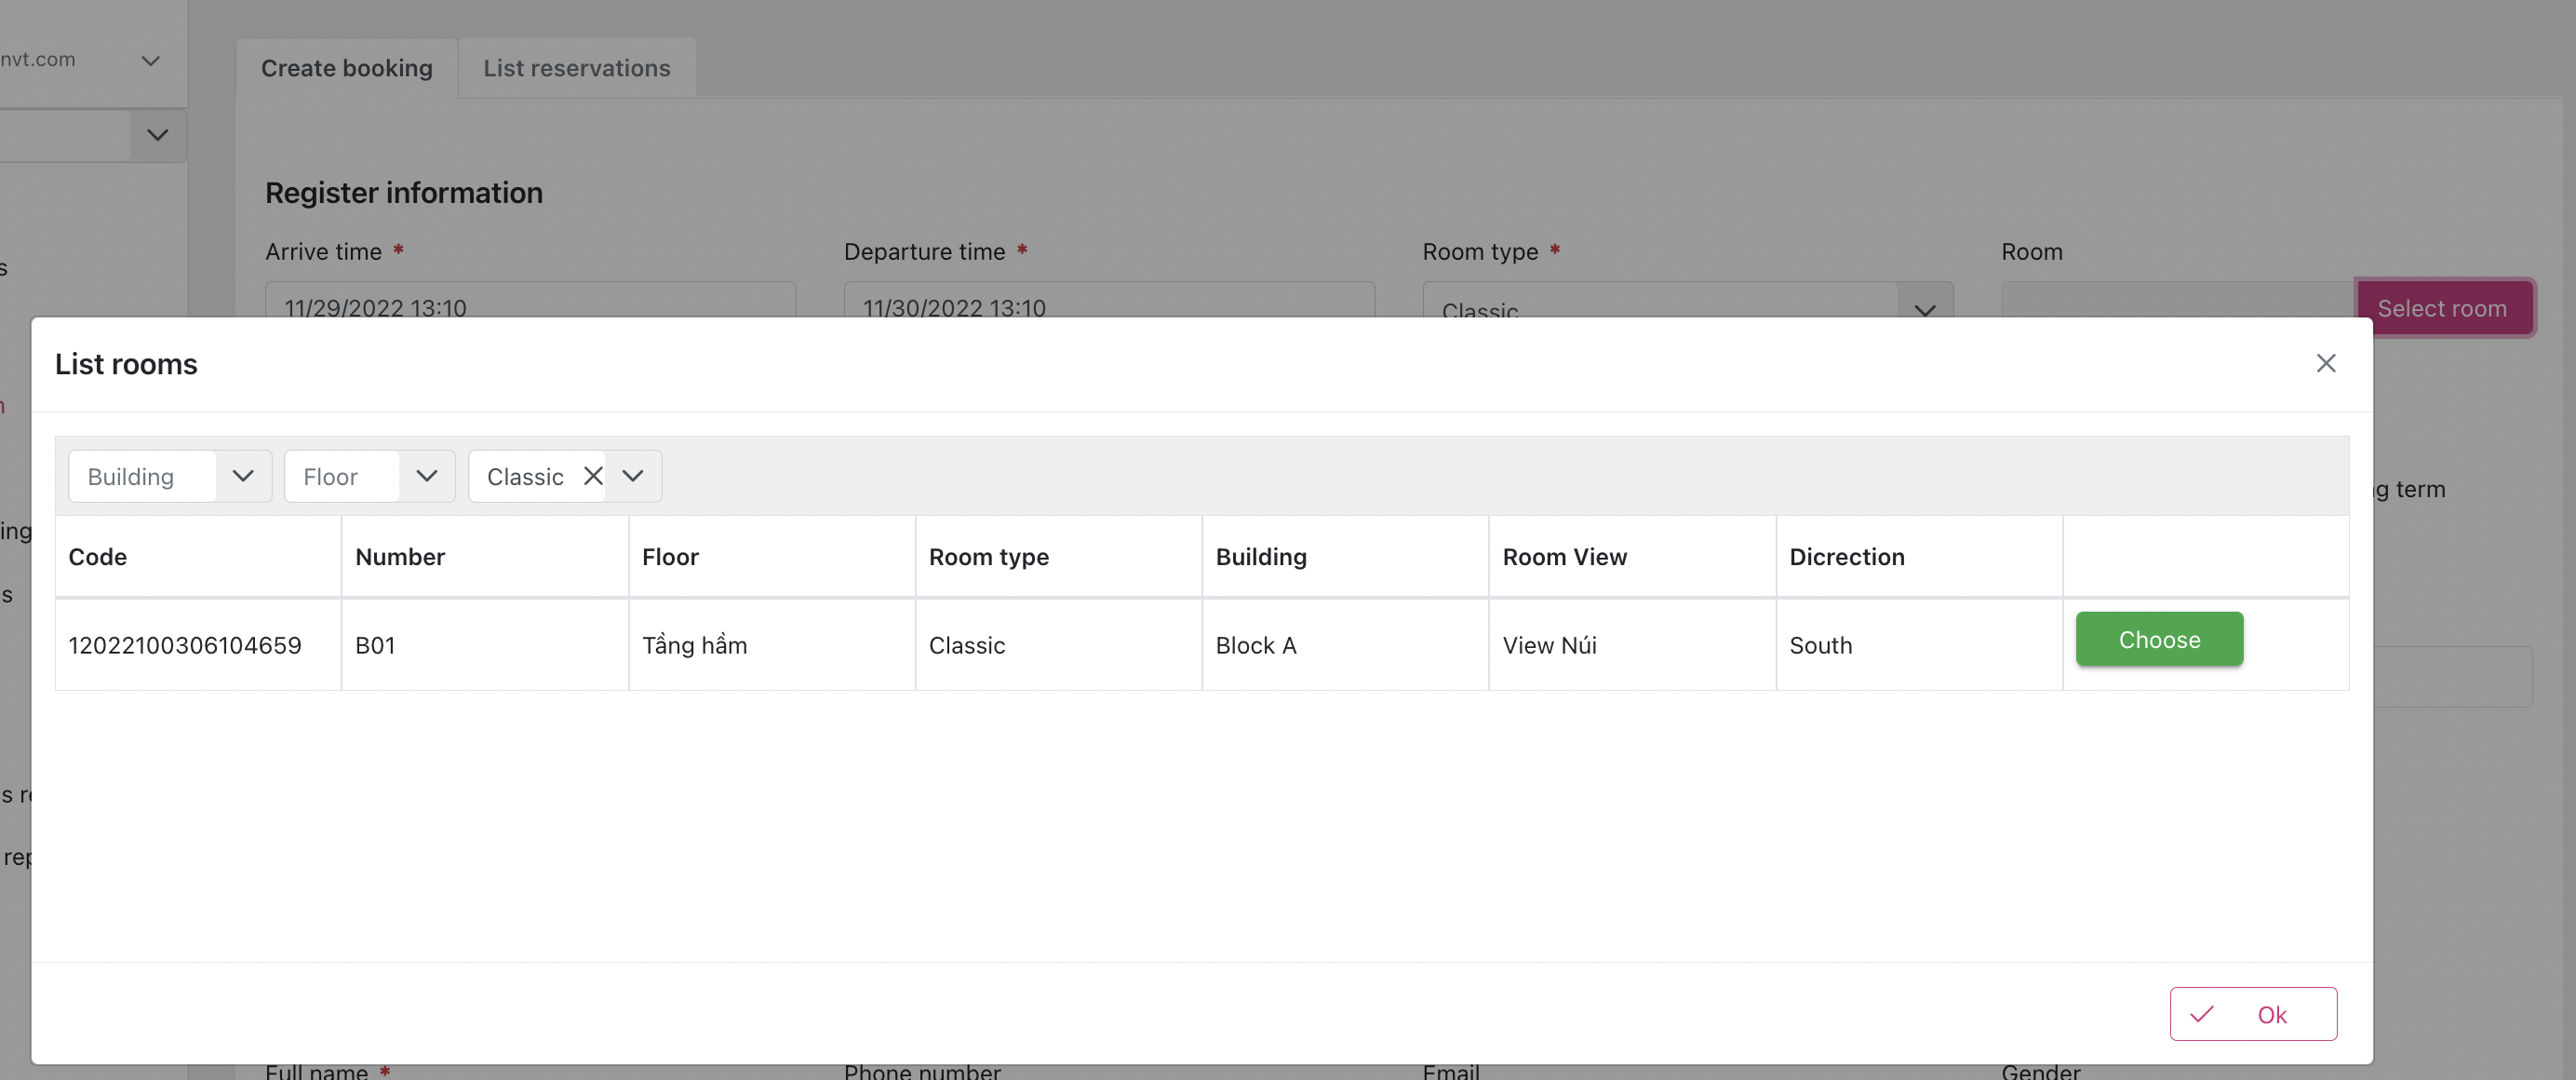 nvt.com
Create booking
List reservations
Register information
Arrive time *
Departure time *
Room type *
Room
11/29/2022 13:10
11/30/2022 13:10
Classic
Select room
List rooms
Building
Floor
Classic
term
Code
Number
Floor
Room type
Building
Room View
Dicrection
12022100306104659
B01
Tầng hầm
Classic
Block A
View Núi
South
Choose
Ok
Full name *
Phone number
Email
Gender